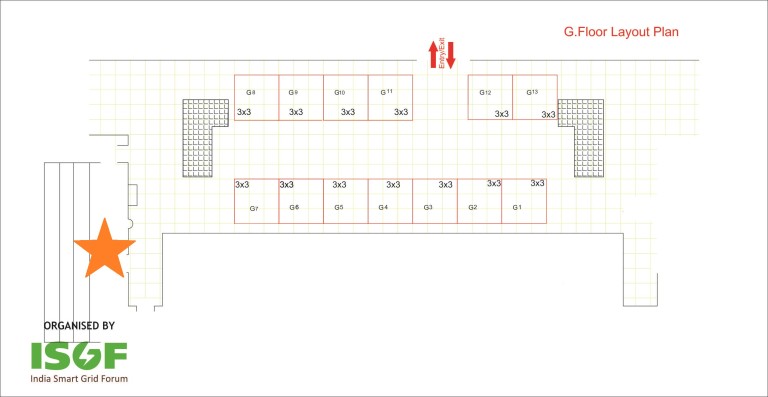 G.Floor Layout Plan
Entry/Exit
G8 G9 G10 G11 G12 G13
3x3 3x3 3x3 3x3 3x3 3x3
3x3 3x3 3x3 3x3 3x3 3x3 3x3
G7 G6 G5 G4 G3 G2 G1
ORGANISED BY
ISGF
India Smart Grid Forum